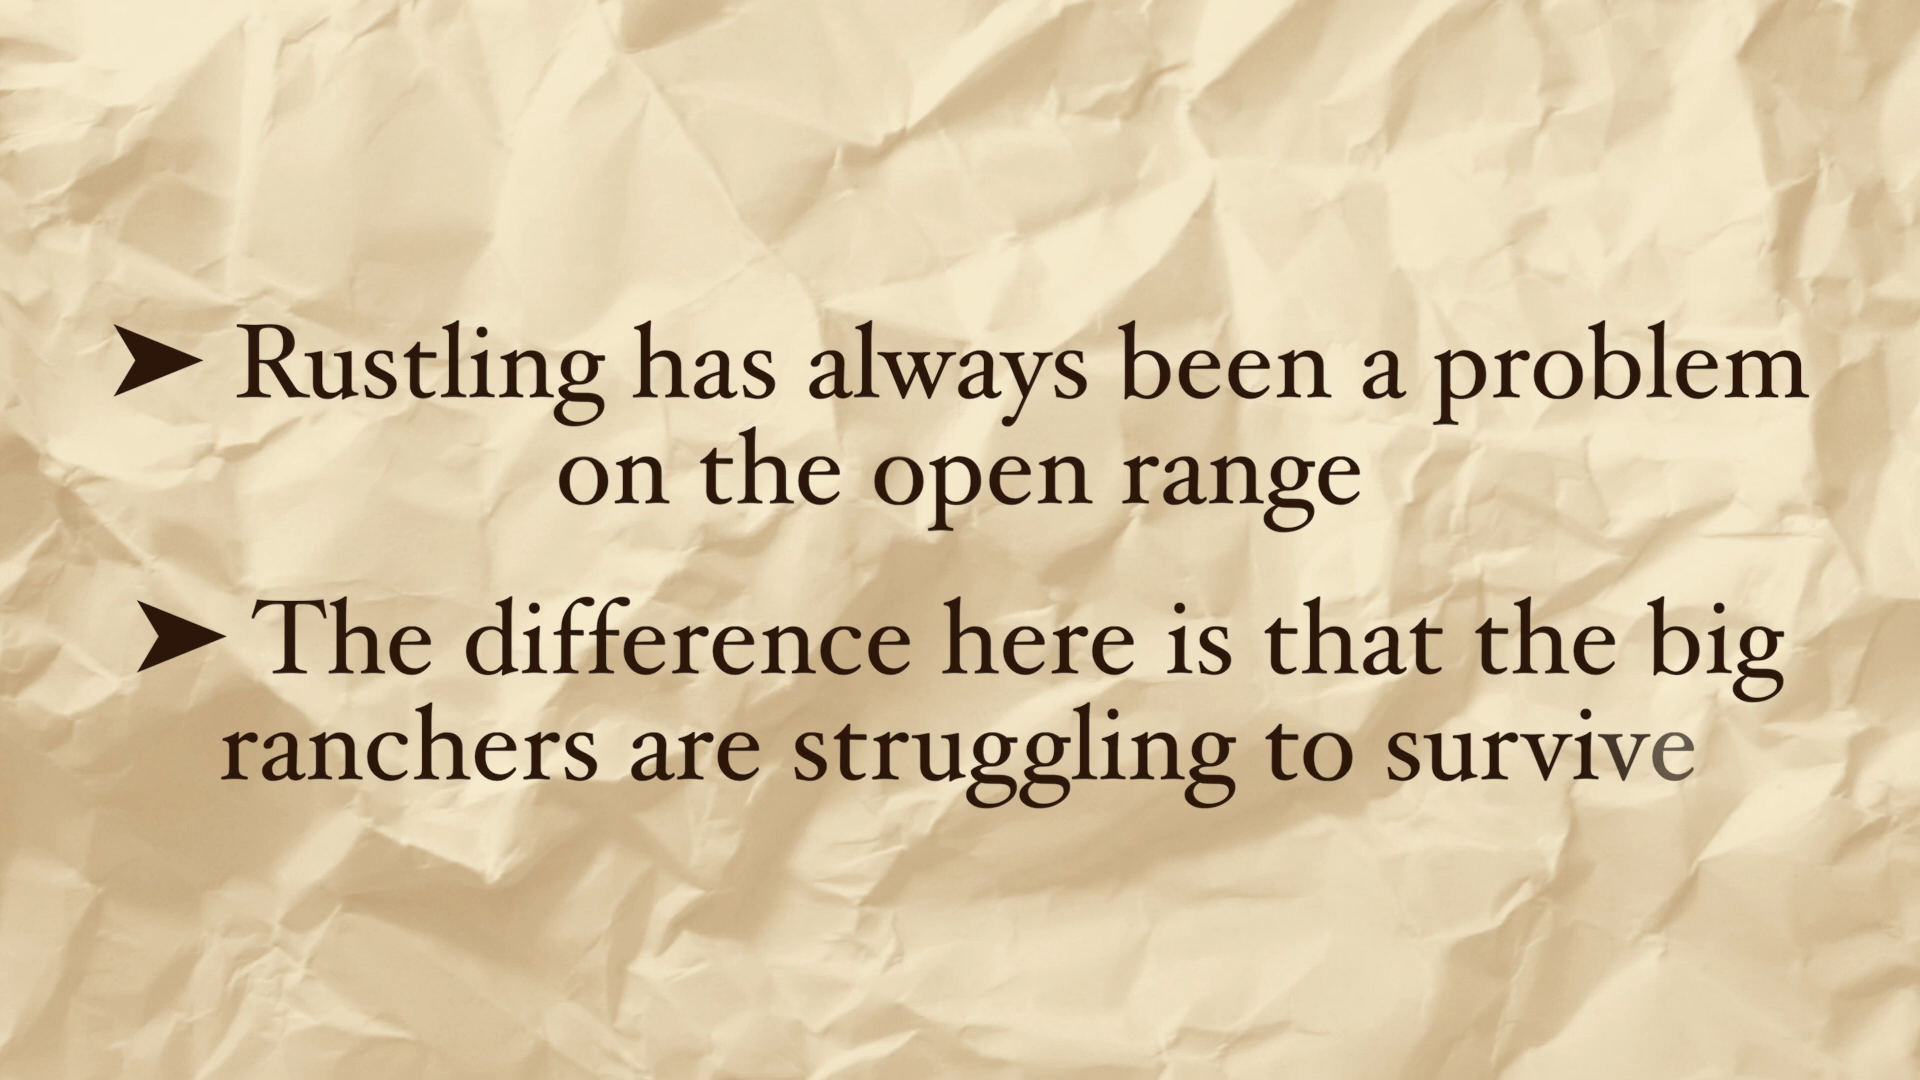 ➤ Rustling has always been a problem
on the open range
➤ The difference here is that the big
ranchers are struggling to survive